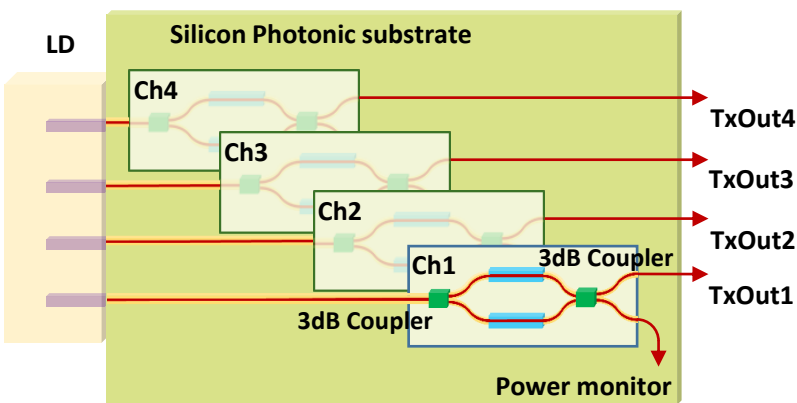 LD
Silicon Photonic substrate
Ch4
TxOut4
Ch3
TxOut3
Ch2
TxOut2
Ch1
3dB Coupler
TxOut1
3dB Coupler
Power monitor